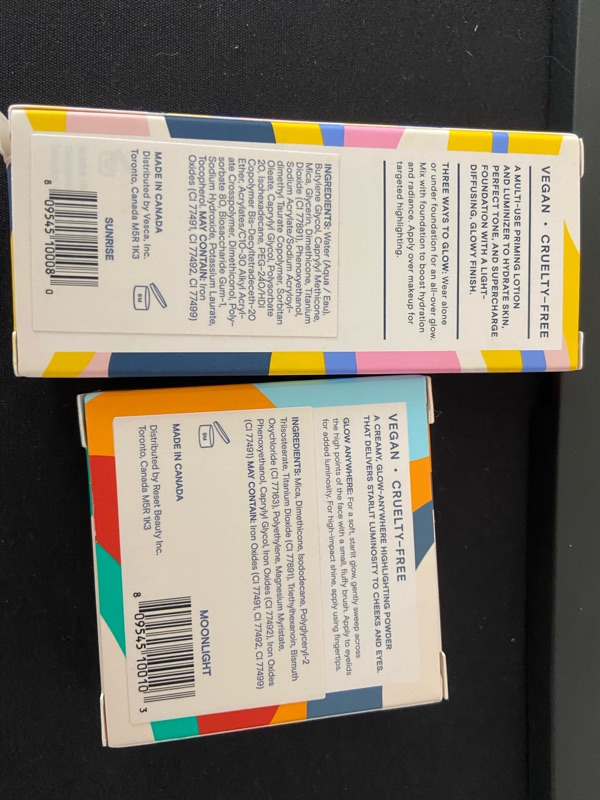 VEGAN • CRUELTY-FREE
A MULTI-USE PRIMING LOTION
AND LUMINIZER TO HYDRATE SKIN,
PERFECT TONE, AND SUPERCHARGE
FOUNDATION WITH A LIGHT-
DIFFUSING, GLOWY FINISH.
THREE WAYS TO GLOW: Wear alone
or under foundation for an all-over glow.
Mix with foundation to boost hydration
and radiance. Apply over makeup for
targeted highlighting.
INGREDIENTS: Water (Aqua / Eau),
Butylene Glycol, Caprylyl Methicone,
Mica, Glycerin, Dimethicone, Titanium
Dioxide (CI 77891), Phenoxyethanol,
Sodium Acrylate/Sodium Acryloyl-
dimethyl Taurate Copolymer, Sorbitan
Oleate, Caprylyl Glycol, Polysorbate
20, Isohexadecane, PEG-240/HDI
Copolymer Bis-Decyltetradeceth-20
Ether, Acrylates/C10-30 Alkyl Acryl-
ate Crosspolymer, Dimethiconol, Poly-
sorbate 80, Biosaccharide Gum-1,
Sodium Hydroxide, Potassium Laurate,
Tocopherol. MAY CONTAIN: Iron
Oxides (CI 77491, CI 77492, CI 77499)
MADE IN CANADA
Distributed by Vesca, Inc.
Toronto, Canada M5R 1K3
6M
SUNRISE
8 09545 10008 0
VEGAN • CRUELTY-FREE
A CREAMY, GLOW-ANYWHERE HIGHLIGHTING POWDER
THAT DELIVERS STARLIT LUMINOSITY TO CHEEKS AND EYES.
GLOW ANYWHERE: For a soft, starlit glow, gently sweep across
the high points of the face with a small, fluffy brush. Apply to eyelids
for added luminosity. For high-impact shine, apply using fingertips.
INGREDIENTS: Mica, Dimethicone, Isododecane, Polyglyceryl-2
Triisostearate, Titanium Dioxide (CI 77891), Triethylhexanoin, Bismuth
Oxychloride (CI 77163), Polyethylene, Magnesium Myristate,
Phenoxyethanol, Caprylyl Glycol, Iron Oxides (CI 77492), Iron Oxides
(CI 77491) MAY CONTAIN: Iron Oxides (CI 77491, CI 77492, CI 77499)
MADE IN CANADA
Distributed by Reset Beauty Inc.
Toronto, Canada M5R 1K3
MOONLIGHT
8 09545 10010 3